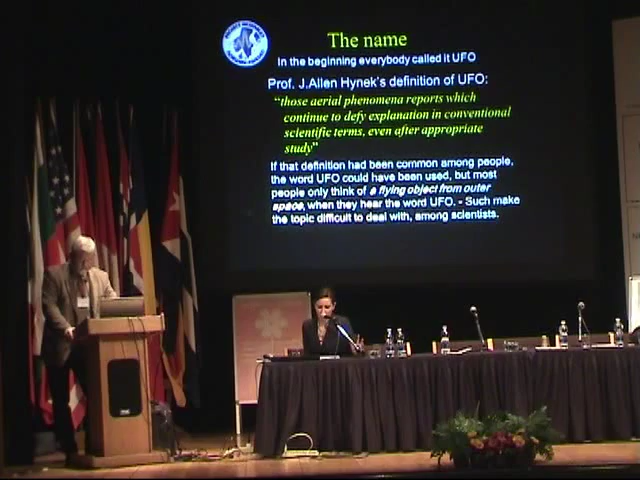 The name
In the beginning everybody called it UFO
Prof. J.Allen Hynek's definition of UFO:
"those aerial phenomena reports which
continue to defy explanation in conventional
scientific terms, even after appropriate
study"
If that definition had been common among people,
the word UFO could have been used, but most
people only think of a flying object from outer
space, when they hear the word UFO. - Such make
the topic difficult to deal with, among scientists.